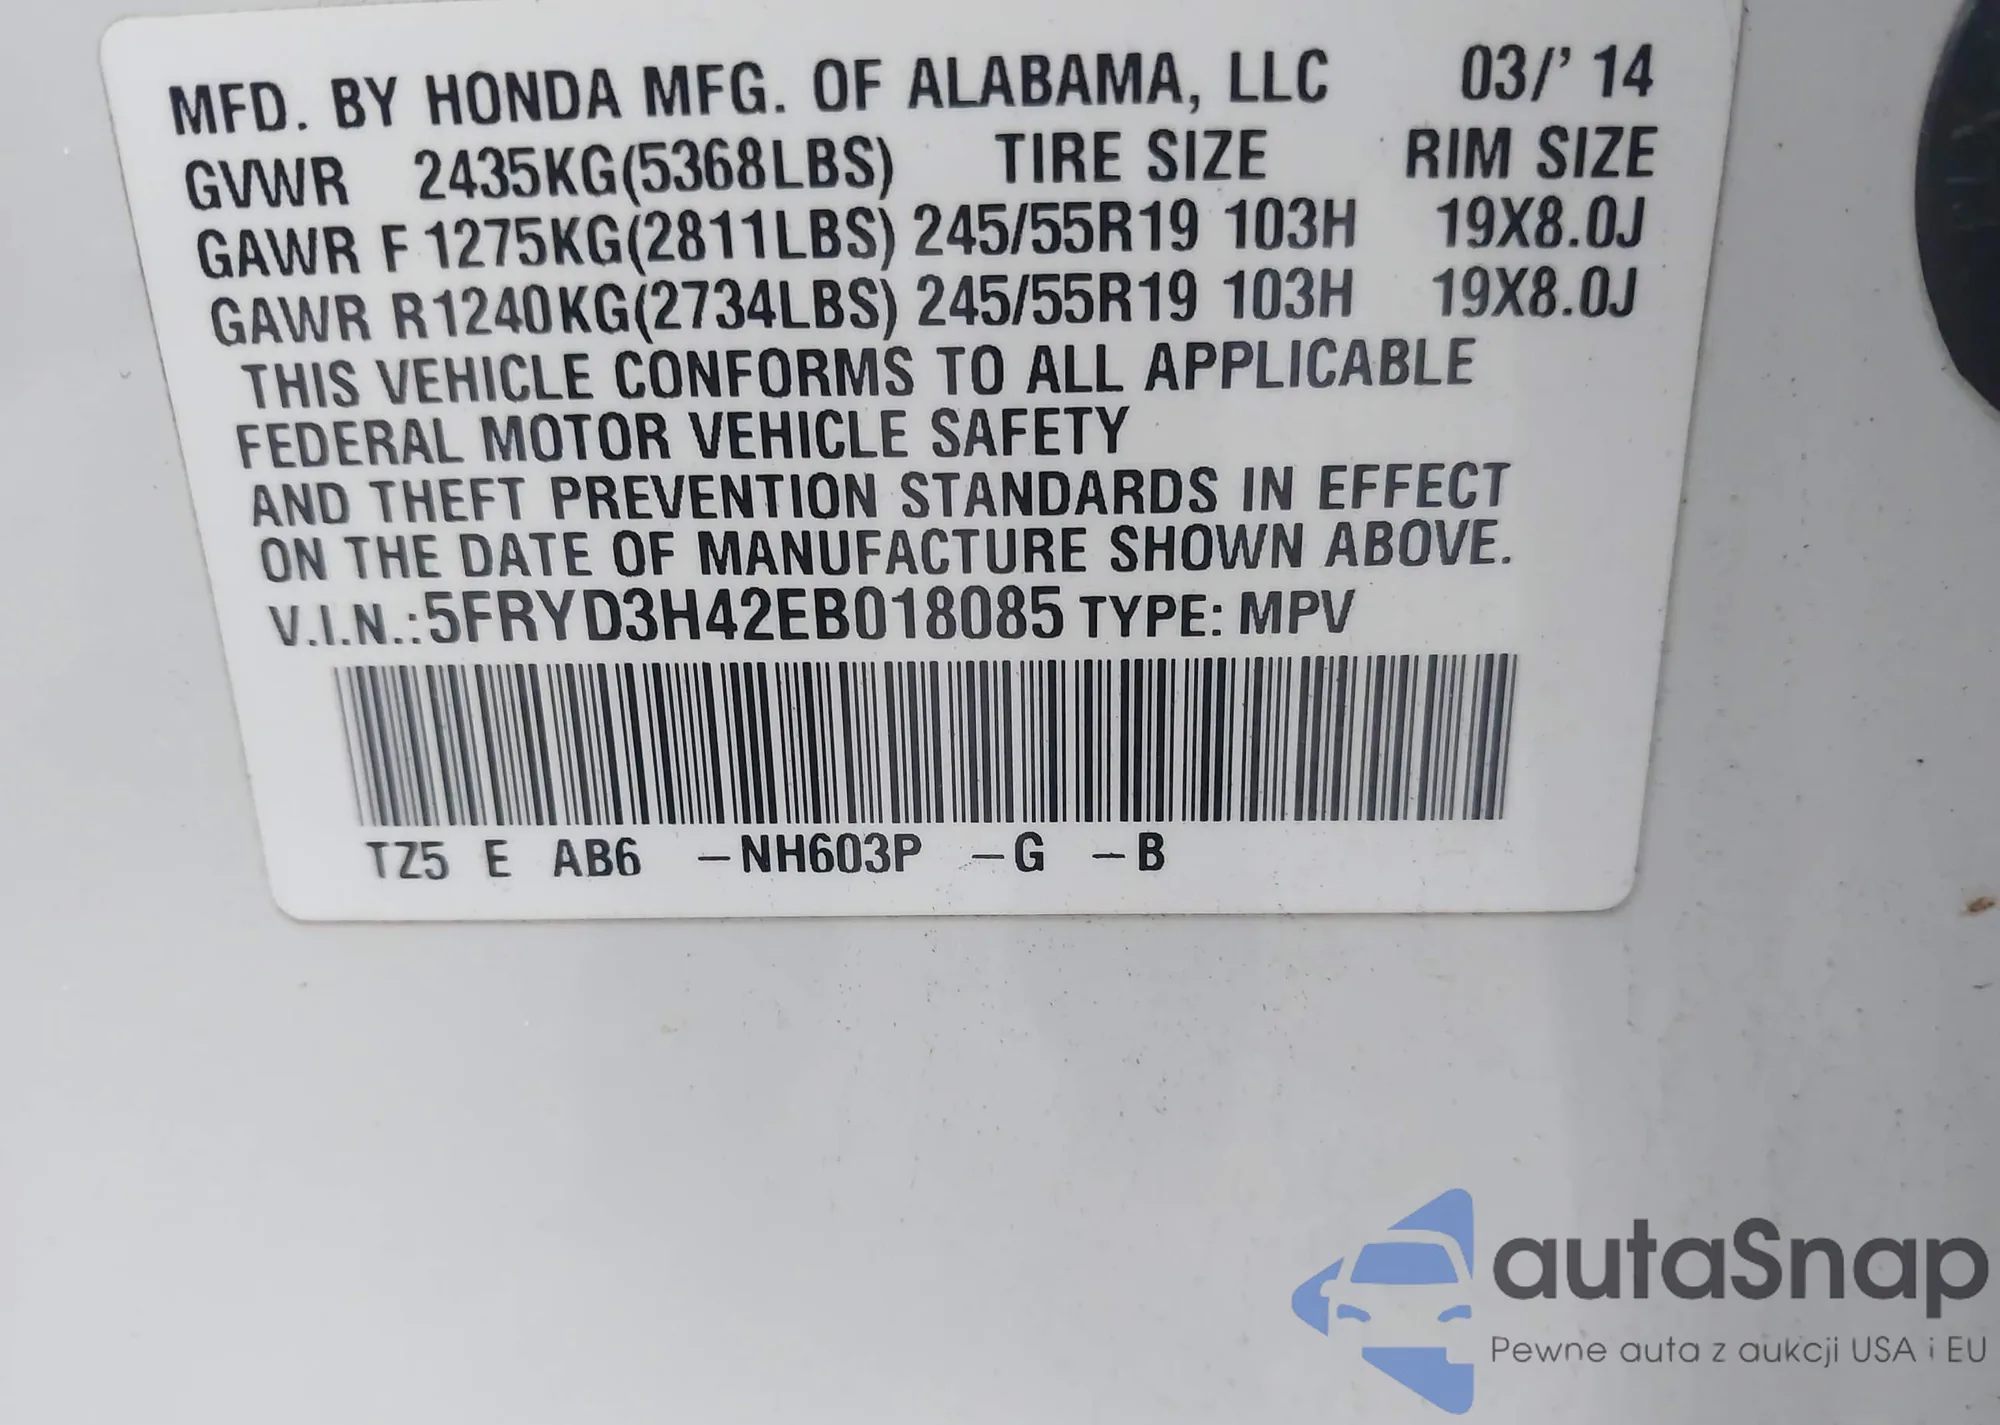 MFD. BY HONDA MFG. OF ALABAMA, LLC 03/' 14
GVWR 2435KG(5368LBS) TIRE SIZE RIM SIZE
GAWR F 1275KG(2811LBS) 245/55R19 103H 19X8.0J
GAWR R 1240KG(2734LBS) 245/55R19 103H 19X8.0J
THIS VEHICLE CONFORMS TO ALL APPLICABLE
FEDERAL MOTOR VEHICLE SAFETY
AND THEFT PREVENTION STANDARDS IN EFFECT
ON THE DATE OF MANUFACTURE SHOWN ABOVE.
V.I.N.:5FRYD3H42EB018085 TYPE: MPV
TZ5 E AB6 –NH603P –G –B
autaSnap
Pewne auta z aukcji USA i EU